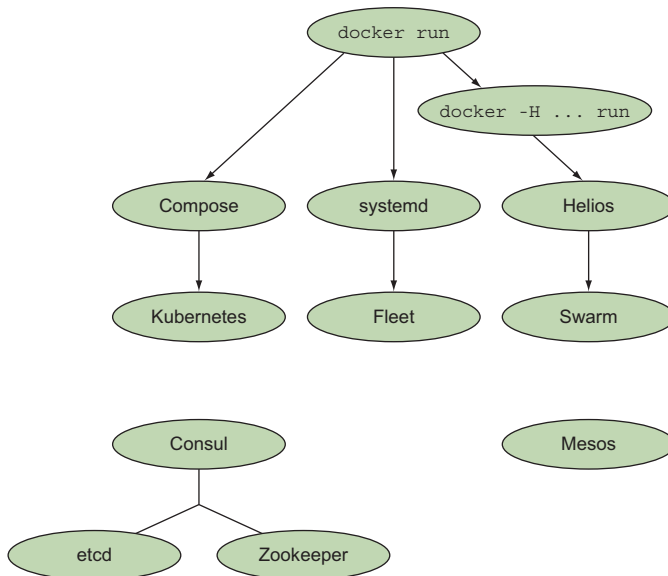 docker run
docker -H ... run
Compose
systemd
Helios
Kubernetes
Fleet
Swarm
Consul
Mesos
etcd
Zookeeper